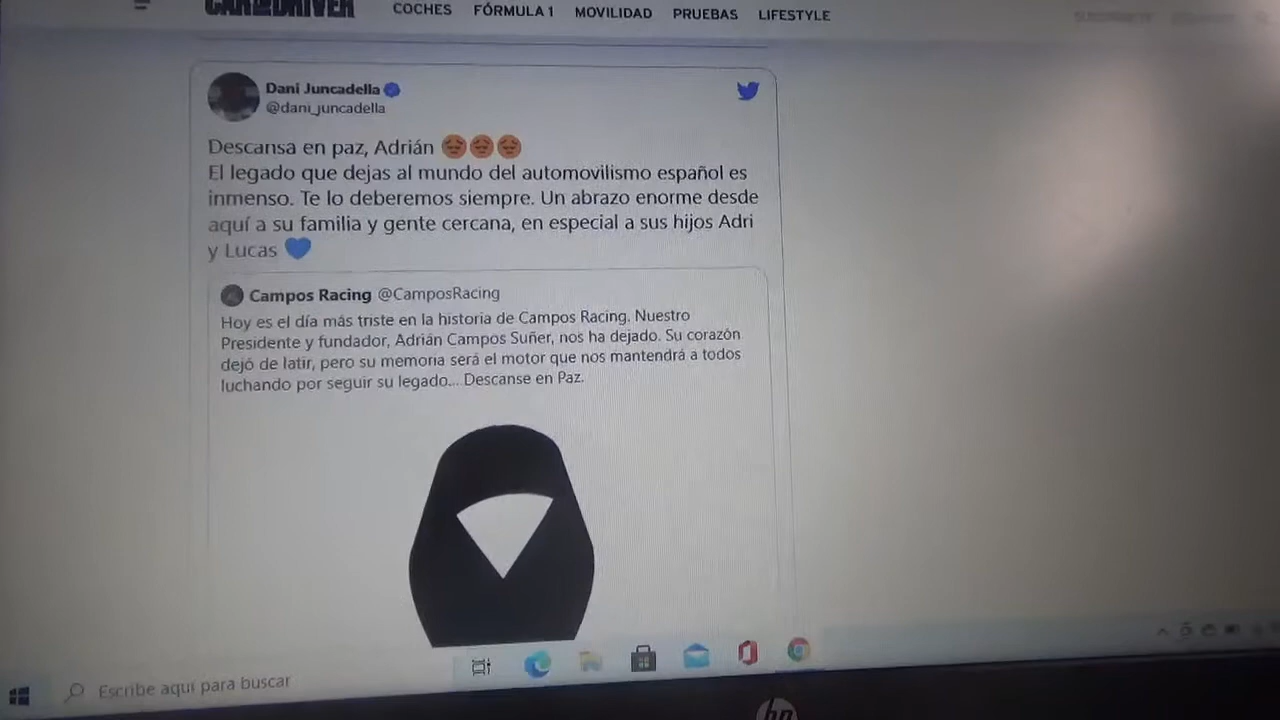 CAR AND DRIVER
COCHES FÓRMULA 1 MOVILIDAD PRUEBAS LIFESTYLE
Dani Juncadella
@dani_juncadella
Descansa en paz, Adrián
El legado que dejas al mundo del automovilismo español es
inmenso. Te lo deberemos siempre. Un abrazo enorme desde
aquí a su familia y gente cercana, en especial a sus hijos Adri
y Lucas
Campos Racing @CamposRacing
Hoy es el día más triste en la historia de Campos Racing. Nuestro
Presidente y fundador, Adrián Campos Suñer, nos ha dejado. Su corazón
dejó de latir, pero su memoria será el motor que nos mantendrá a todos
luchando por seguir su legado... Descanse en Paz.
Escribe aquí para buscar
hp